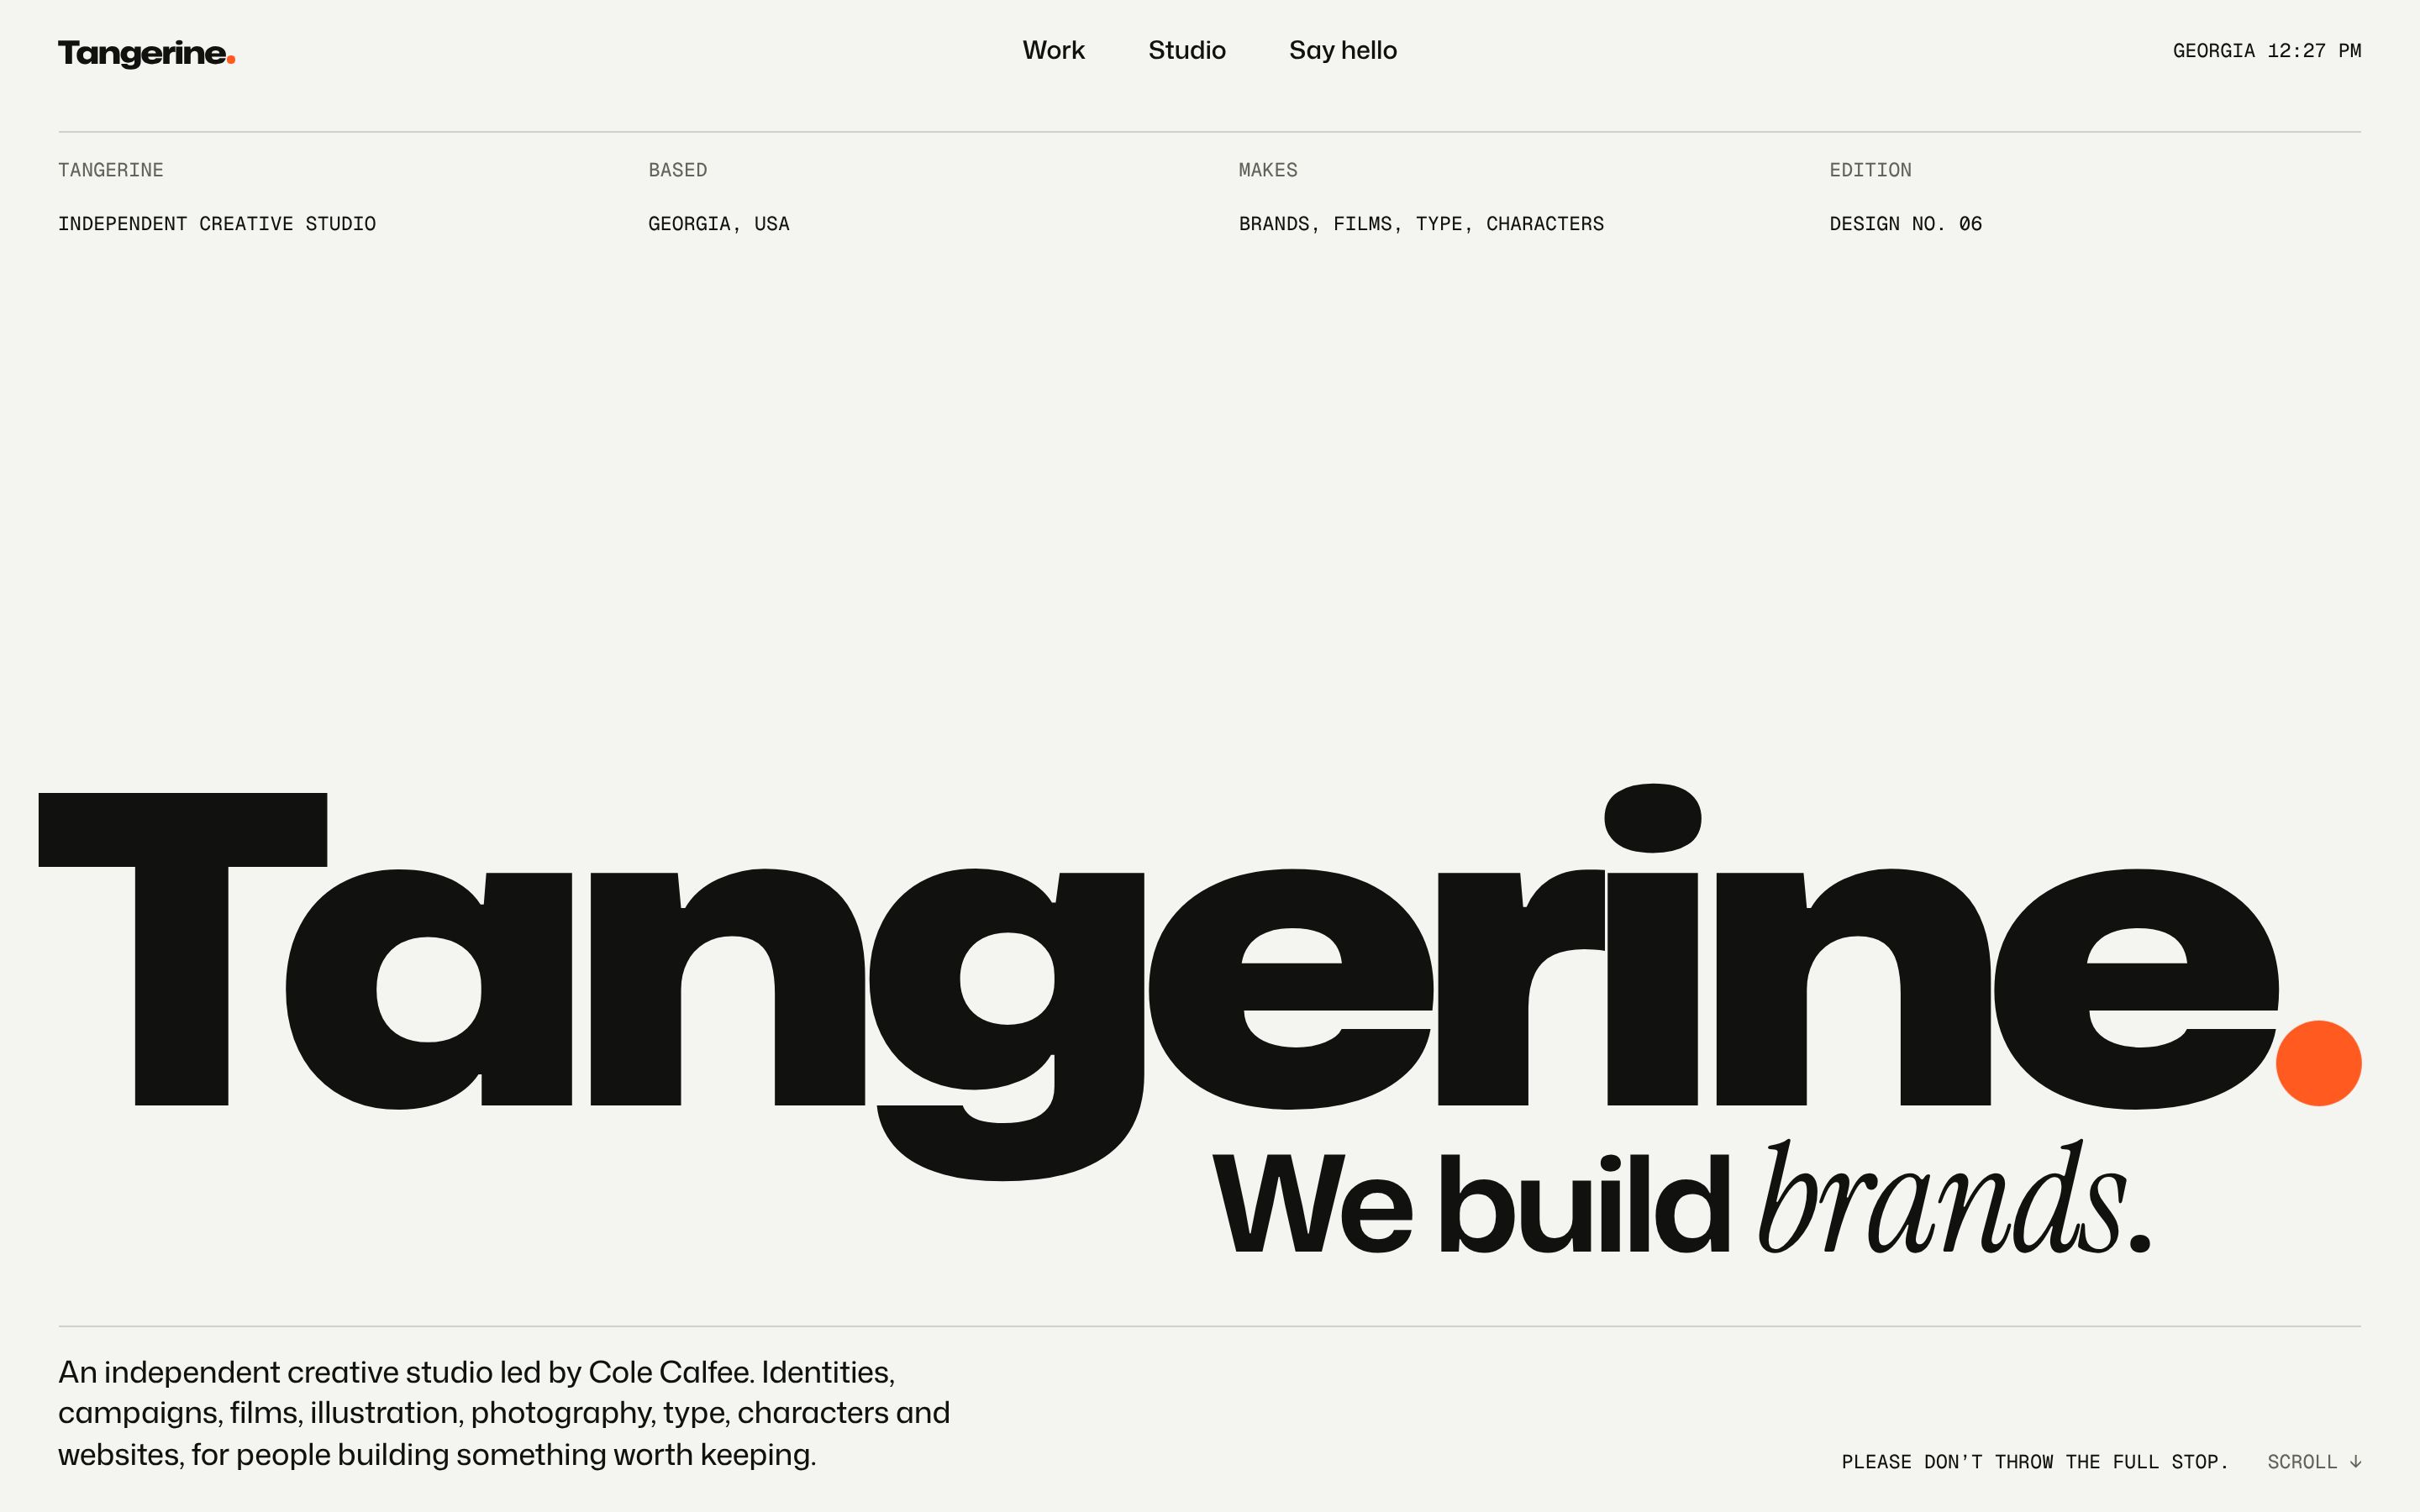 Tangerine.
Work Studio Say hello
GEORGIA 12:27 PM
TANGERINE
INDEPENDENT CREATIVE STUDIO
BASED
GEORGIA, USA
MAKES
BRANDS, FILMS, TYPE, CHARACTERS
EDITION
DESIGN NO. 06
Tangerine.
We build brands.
An independent creative studio led by Cole Calfee. Identities,
campaigns, films, illustration, photography, type, characters and
websites, for people building something worth keeping.
PLEASE DON’T THROW THE FULL STOP.
SCROLL ↓